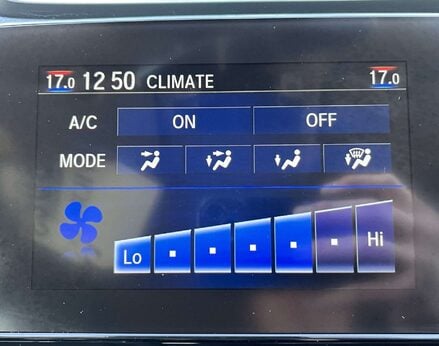 17.0 12 50 CLIMATE 17.0
A/C ON OFF
MODE
Lo Hi